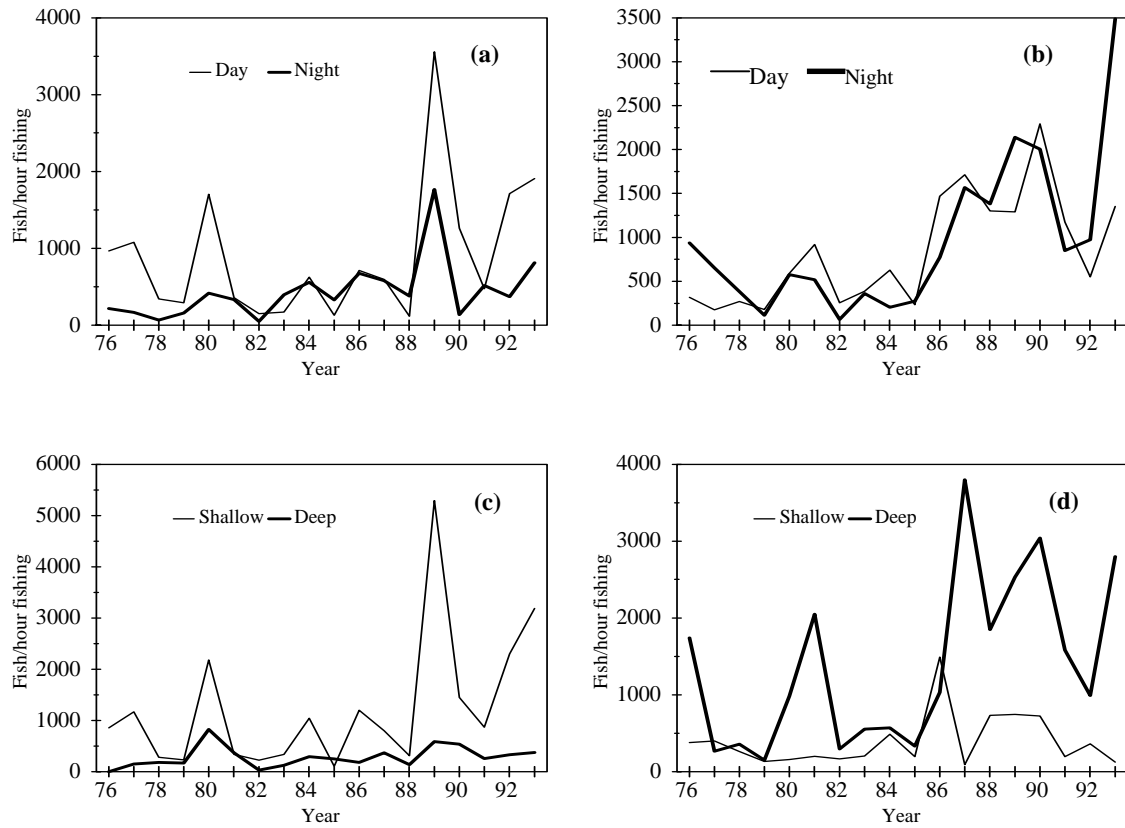 4000
3000
2000
1000
0
Fish/hour fishing
(a)
Day Night
76 78 80 82 84 86 88 90 92
Year
3500
3000
2500
2000
1500
1000
500
0
Fish/hour fishing
(b)
Day Night
76 78 80 82 84 86 88 90 92
Year
6000
5000
4000
3000
2000
1000
0
Fish/hour fishing
(c)
Shallow Deep
76 78 80 82 84 86 88 90 92
Year
4000
3000
2000
1000
0
Fish/hour fishing
(d)
Shallow Deep
76 78 80 82 84 86 88 90 92
Year